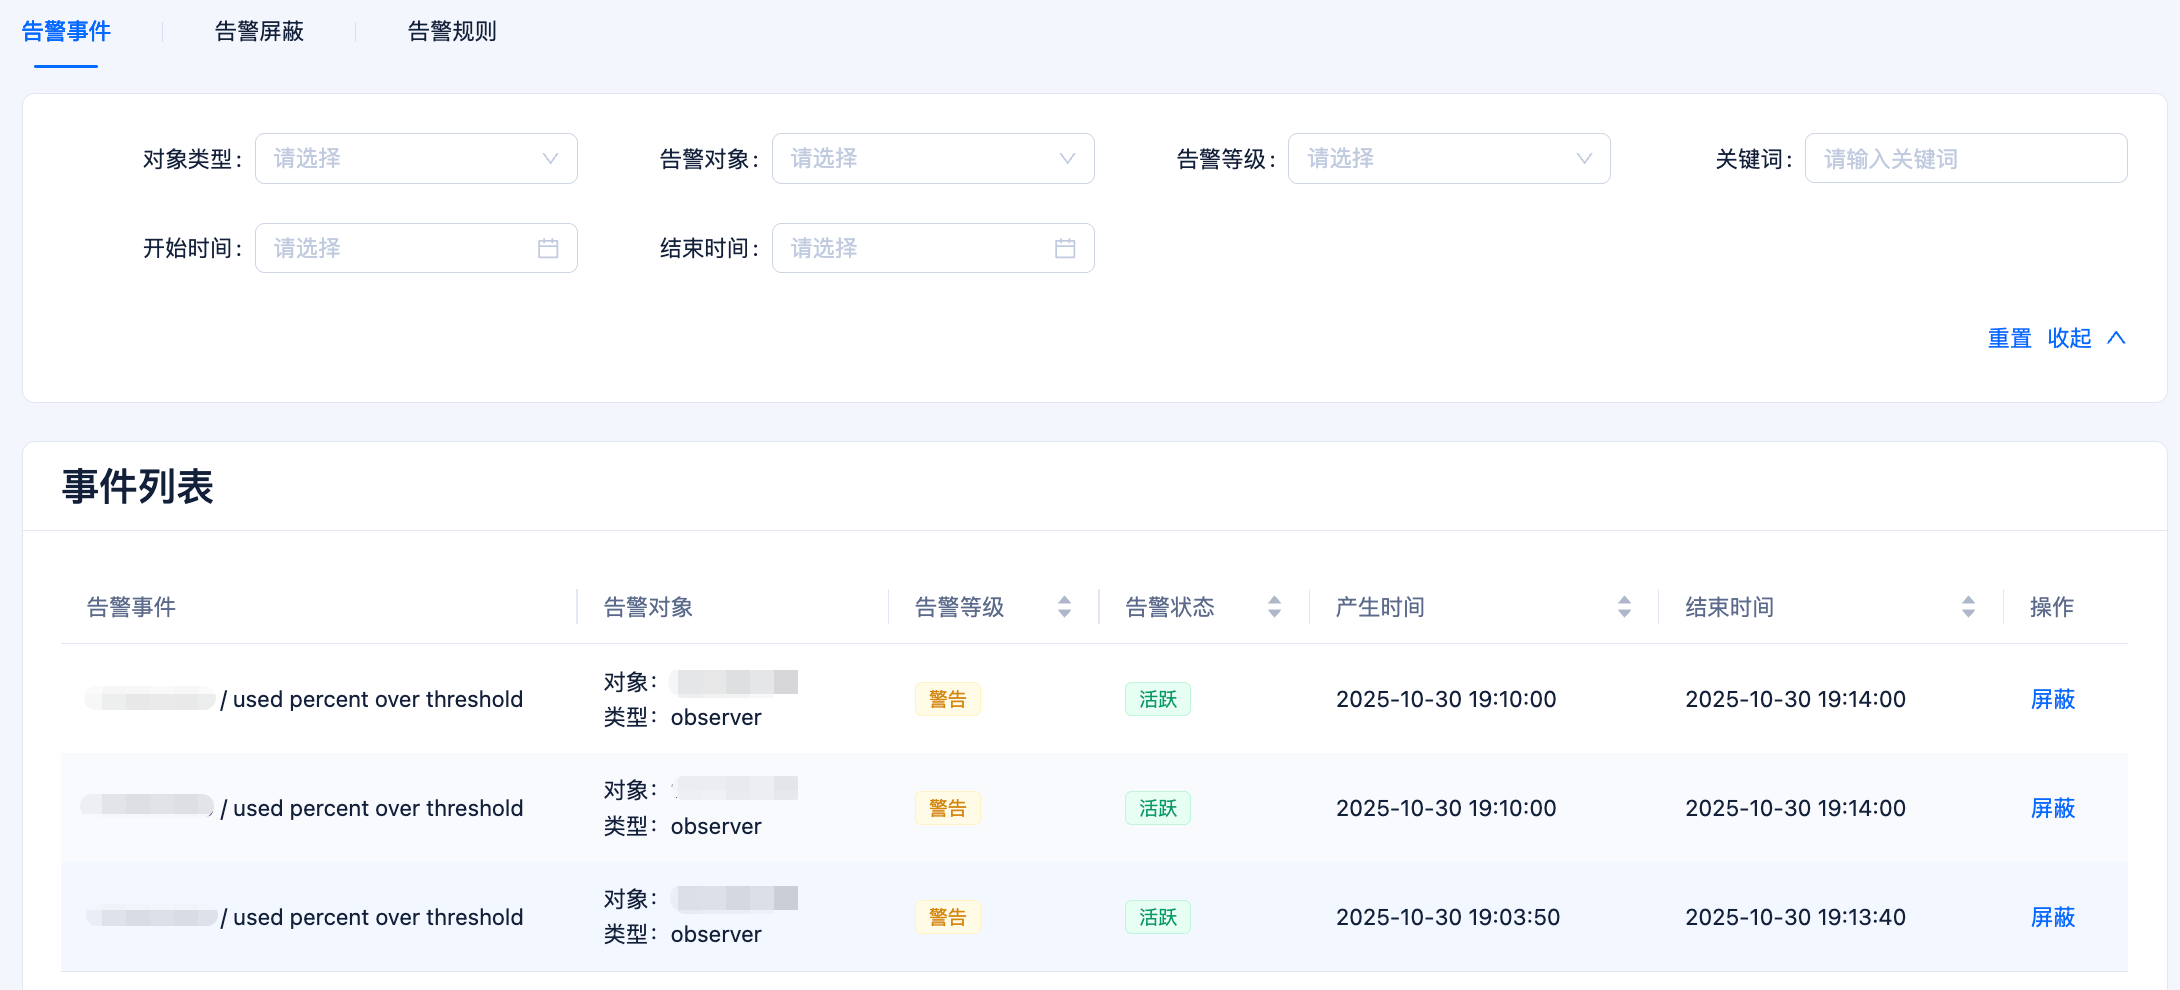 告警事件 告警屏蔽 告警规则
对象类型: 请选择 告警对象: 请选择 告警等级: 请选择 关键词: 请输入关键词
开始时间: 请选择 结束时间: 请选择
重置 收起
事件列表
告警事件 告警对象 告警等级 告警状态 产生时间 结束时间 操作
/ used percent over threshold 对象： 警告 活跃 2025-10-30 19:10:00 2025-10-30 19:14:00 屏蔽
类型： observer
/ used percent over threshold 对象： 警告 活跃 2025-10-30 19:10:00 2025-10-30 19:14:00 屏蔽
类型： observer
/ used percent over threshold 对象： 警告 活跃 2025-10-30 19:03:50 2025-10-30 19:13:40 屏蔽
类型： observer